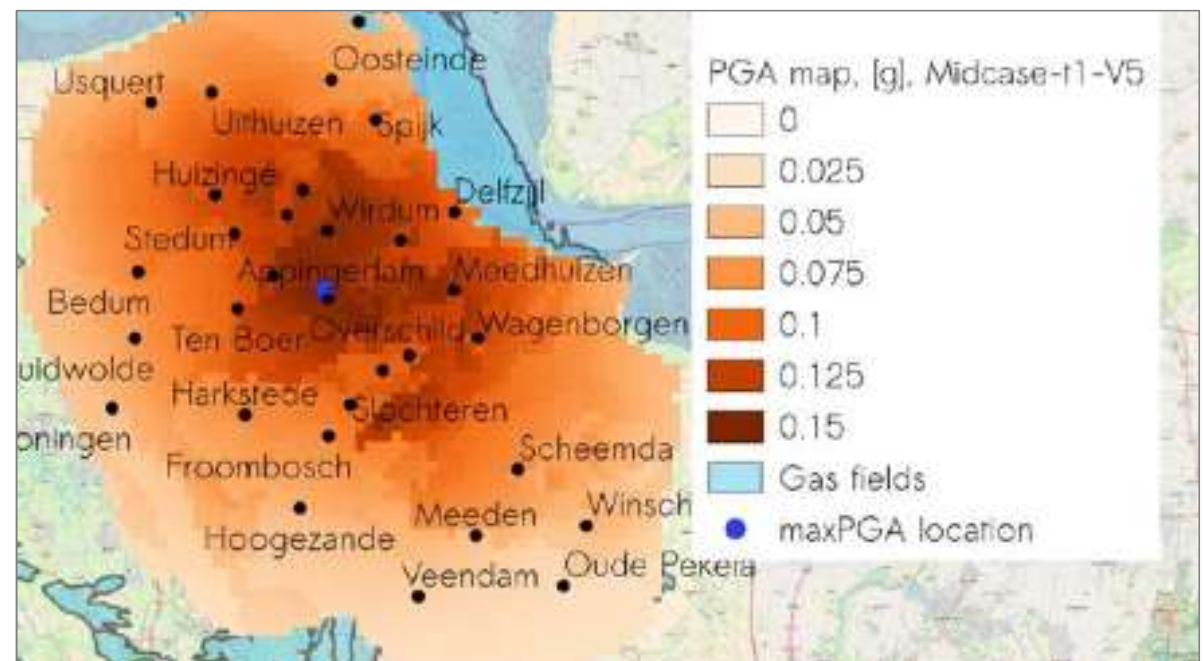 Oosteinde
Usquert
Uithuizen
Spijk
Huizinge
Wirdum
Delfzijl
Stedum
Appingedam
Meedhuizen
Bedum
Ten Boer
Overschild
Wagenborgen
uidwolde
Harkstede
Slochteren
oningen
Froombosch
Scheemda
Meeden
Winsch
Hoogezande
Veendam
Oude Pekela
PGA map, [g], Midcase-t1-V5
0
0.025
0.05
0.075
0.1
0.125
0.15
Gas fields
maxPGA location